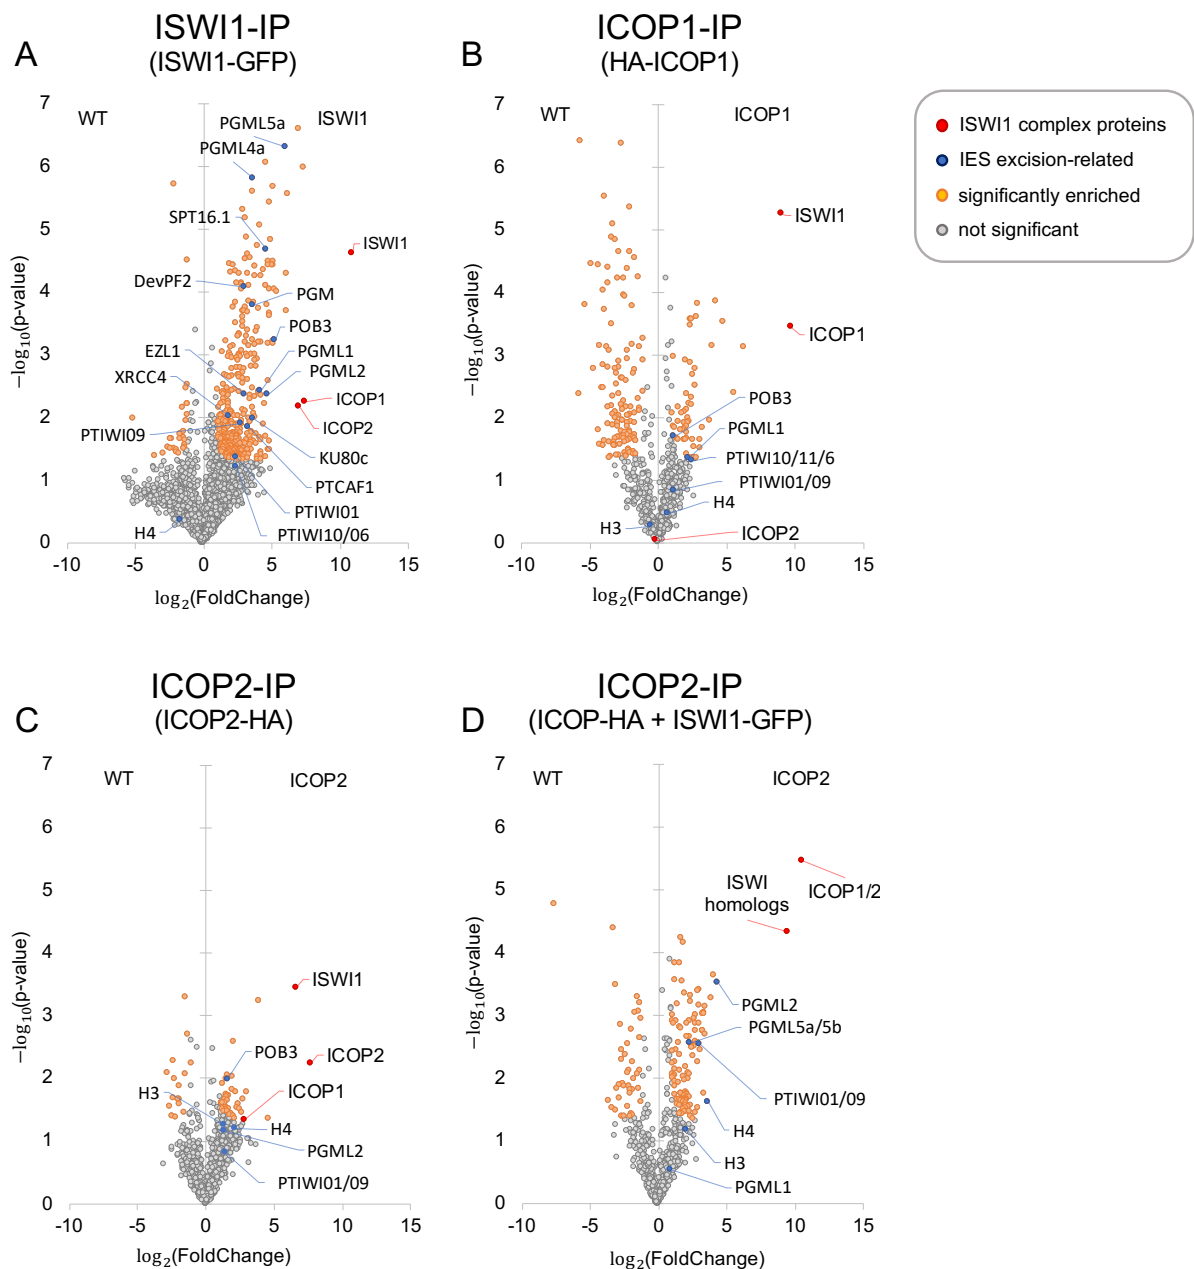 ISWI1-IP
(ISWI1-GFP)
A
7
6
5
4
3
2
1
0
WT
ISWI1
PGML5a
PGML4a
SPT16.1
ISWI1
DevPF2
PGM
POB3
EZL1
PGML1
XRCC4
PGML2
ICOP1
ICOP2
PTIWI09
KU80c
PTCAF1
PTIWI01
H4
PTIWI10/06
−log10(p-value)
-10 -5 0 5 10 15
log2(FoldChange)
ICOP1-IP
(HA-ICOP1)
B
7
6
5
4
3
2
1
0
WT
ICOP1
ISWI1
ICOP1
POB3
PGML1
PTIWI10/11/6
PTIWI01/09
H4
H3
ICOP2
−log10(p-value)
-10 -5 0 5 10 15
log2(FoldChange)
ISWI1 complex proteins
IES excision-related
significantly enriched
not significant
ICOP2-IP
(ICOP2-HA)
C
7
6
5
4
3
2
1
0
WT
ICOP2
ISWI1
POB3
ICOP2
H3
ICOP1
H4
PGML2
PTIWI01/09
−log10(p-value)
-10 -5 0 5 10 15
log2(FoldChange)
ICOP2-IP
(ICOP-HA + ISWI1-GFP)
D
7
6
5
4
3
2
1
0
WT
ICOP2
ISWI
homologs
ICOP1/2
PGML2
PGML5a/5b
PTIWI01/09
H4
H3
PGML1
−log10(p-value)
-10 -5 0 5 10 15
log2(FoldChange)